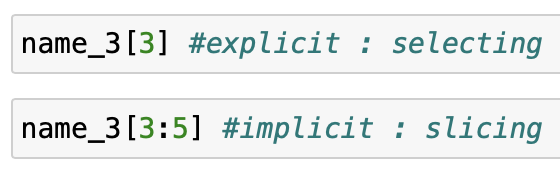 name_3[3] #explicit : selecting
name_3[3:5] #implicit : slicing